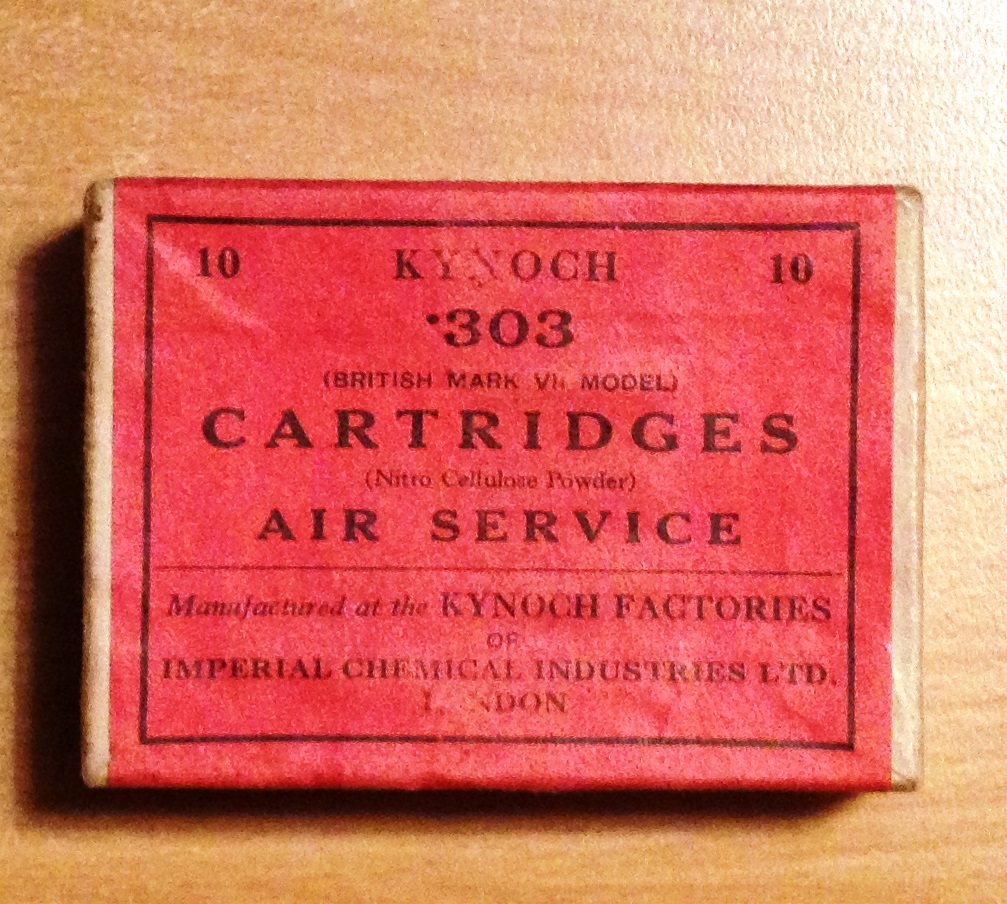 10 KYNOCH 10
·303
(BRITISH MARK VII MODEL)
CARTRIDGES
(Nitro Cellulose Powder)
AIR SERVICE
Manufactured at the KYNOCH FACTORIES
OF
IMPERIAL CHEMICAL INDUSTRIES LTD.
LONDON